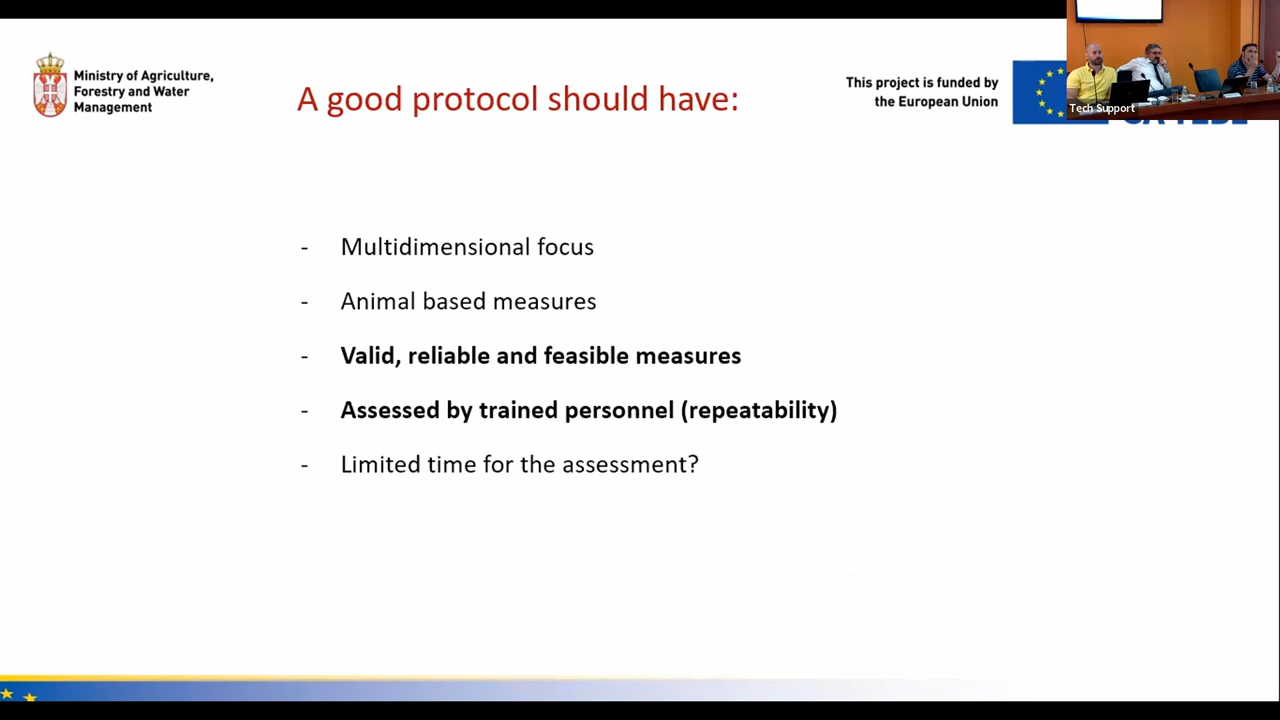 Ministry of Agriculture,
Forestry and Water
Management
A good protocol should have:
This project is funded by
the European Union
Tech Support
- Multidimensional focus
- Animal based measures
- Valid, reliable and feasible measures
- Assessed by trained personnel (repeatability)
- Limited time for the assessment?